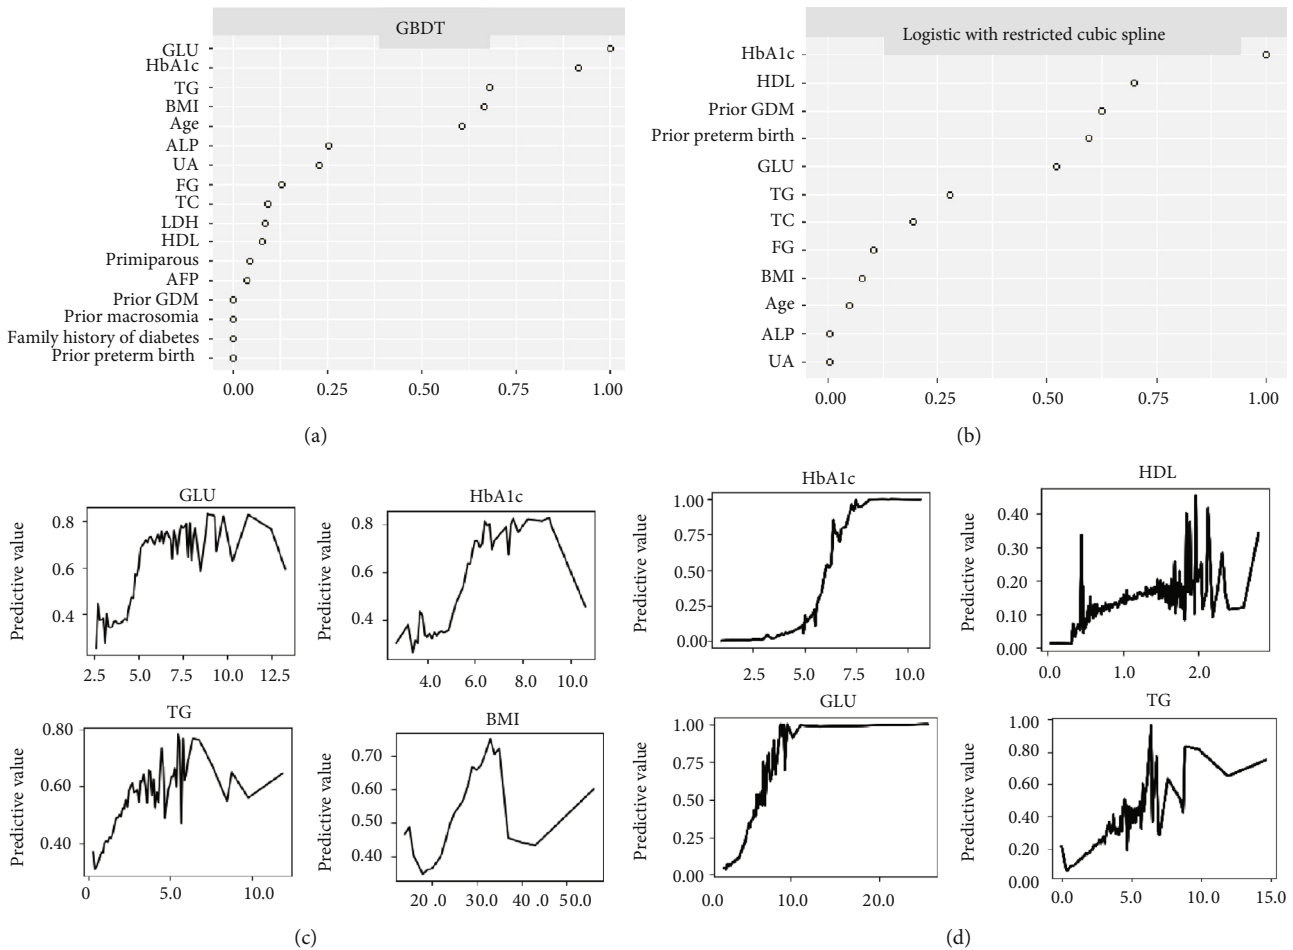 GBDT
GLU
HbA1c
TG
BMI
Age
ALP
UA
FG
TC
LDH
HDL
Primiparous
AFP
Prior GDM
Prior macrosomia
Family history of diabetes
Prior preterm birth
0.00 0.25 0.50 0.75 1.00
(a)
Logistic with restricted cubic spline
HbA1c
HDL
Prior GDM
Prior preterm birth
GLU
TG
TC
FG
BMI
Age
ALP
UA
0.00 0.25 0.50 0.75 1.00
(b)
GLU
Predictive value
0.8
0.6
0.4
2.5 5.0 7.5 10.0 12.5
HbA1c
Predictive value
0.8
0.6
0.4
4.0 6.0 8.0 10.0
TG
Predictive value
0.80
0.60
0.40
0.0 5.0 10.0
BMI
Predictive value
0.70
0.60
0.50
0.40
20 .0 30.0 40 .0 50.0
(c)
HbA1c
Predictive value
1.00
0.75
0.50
0.25
0.00
2.5 5.0 7.5 10.0
HDL
Predictive value
0.40
0.30
0.20
0.10
0.00
0.0 1.0 2.0
GLU
Predictive value
1.00
0.75
0.50
0.25
0.00
0.0 10.0 20.0
TG
Predictive value
1.00
0.80
0.60
0.40
0.20
0.00
0.0 5.0 10.0 15.0
(d)